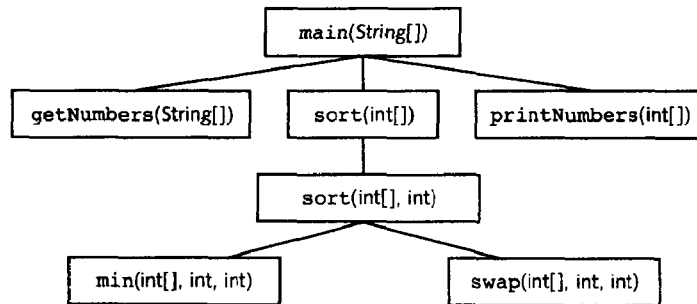 main(String[])
getNumbers(String[])
sort(int[])
printNumbers(int[])
sort(int[], int)
min(int[], int, int)
swap(int[], int, int)